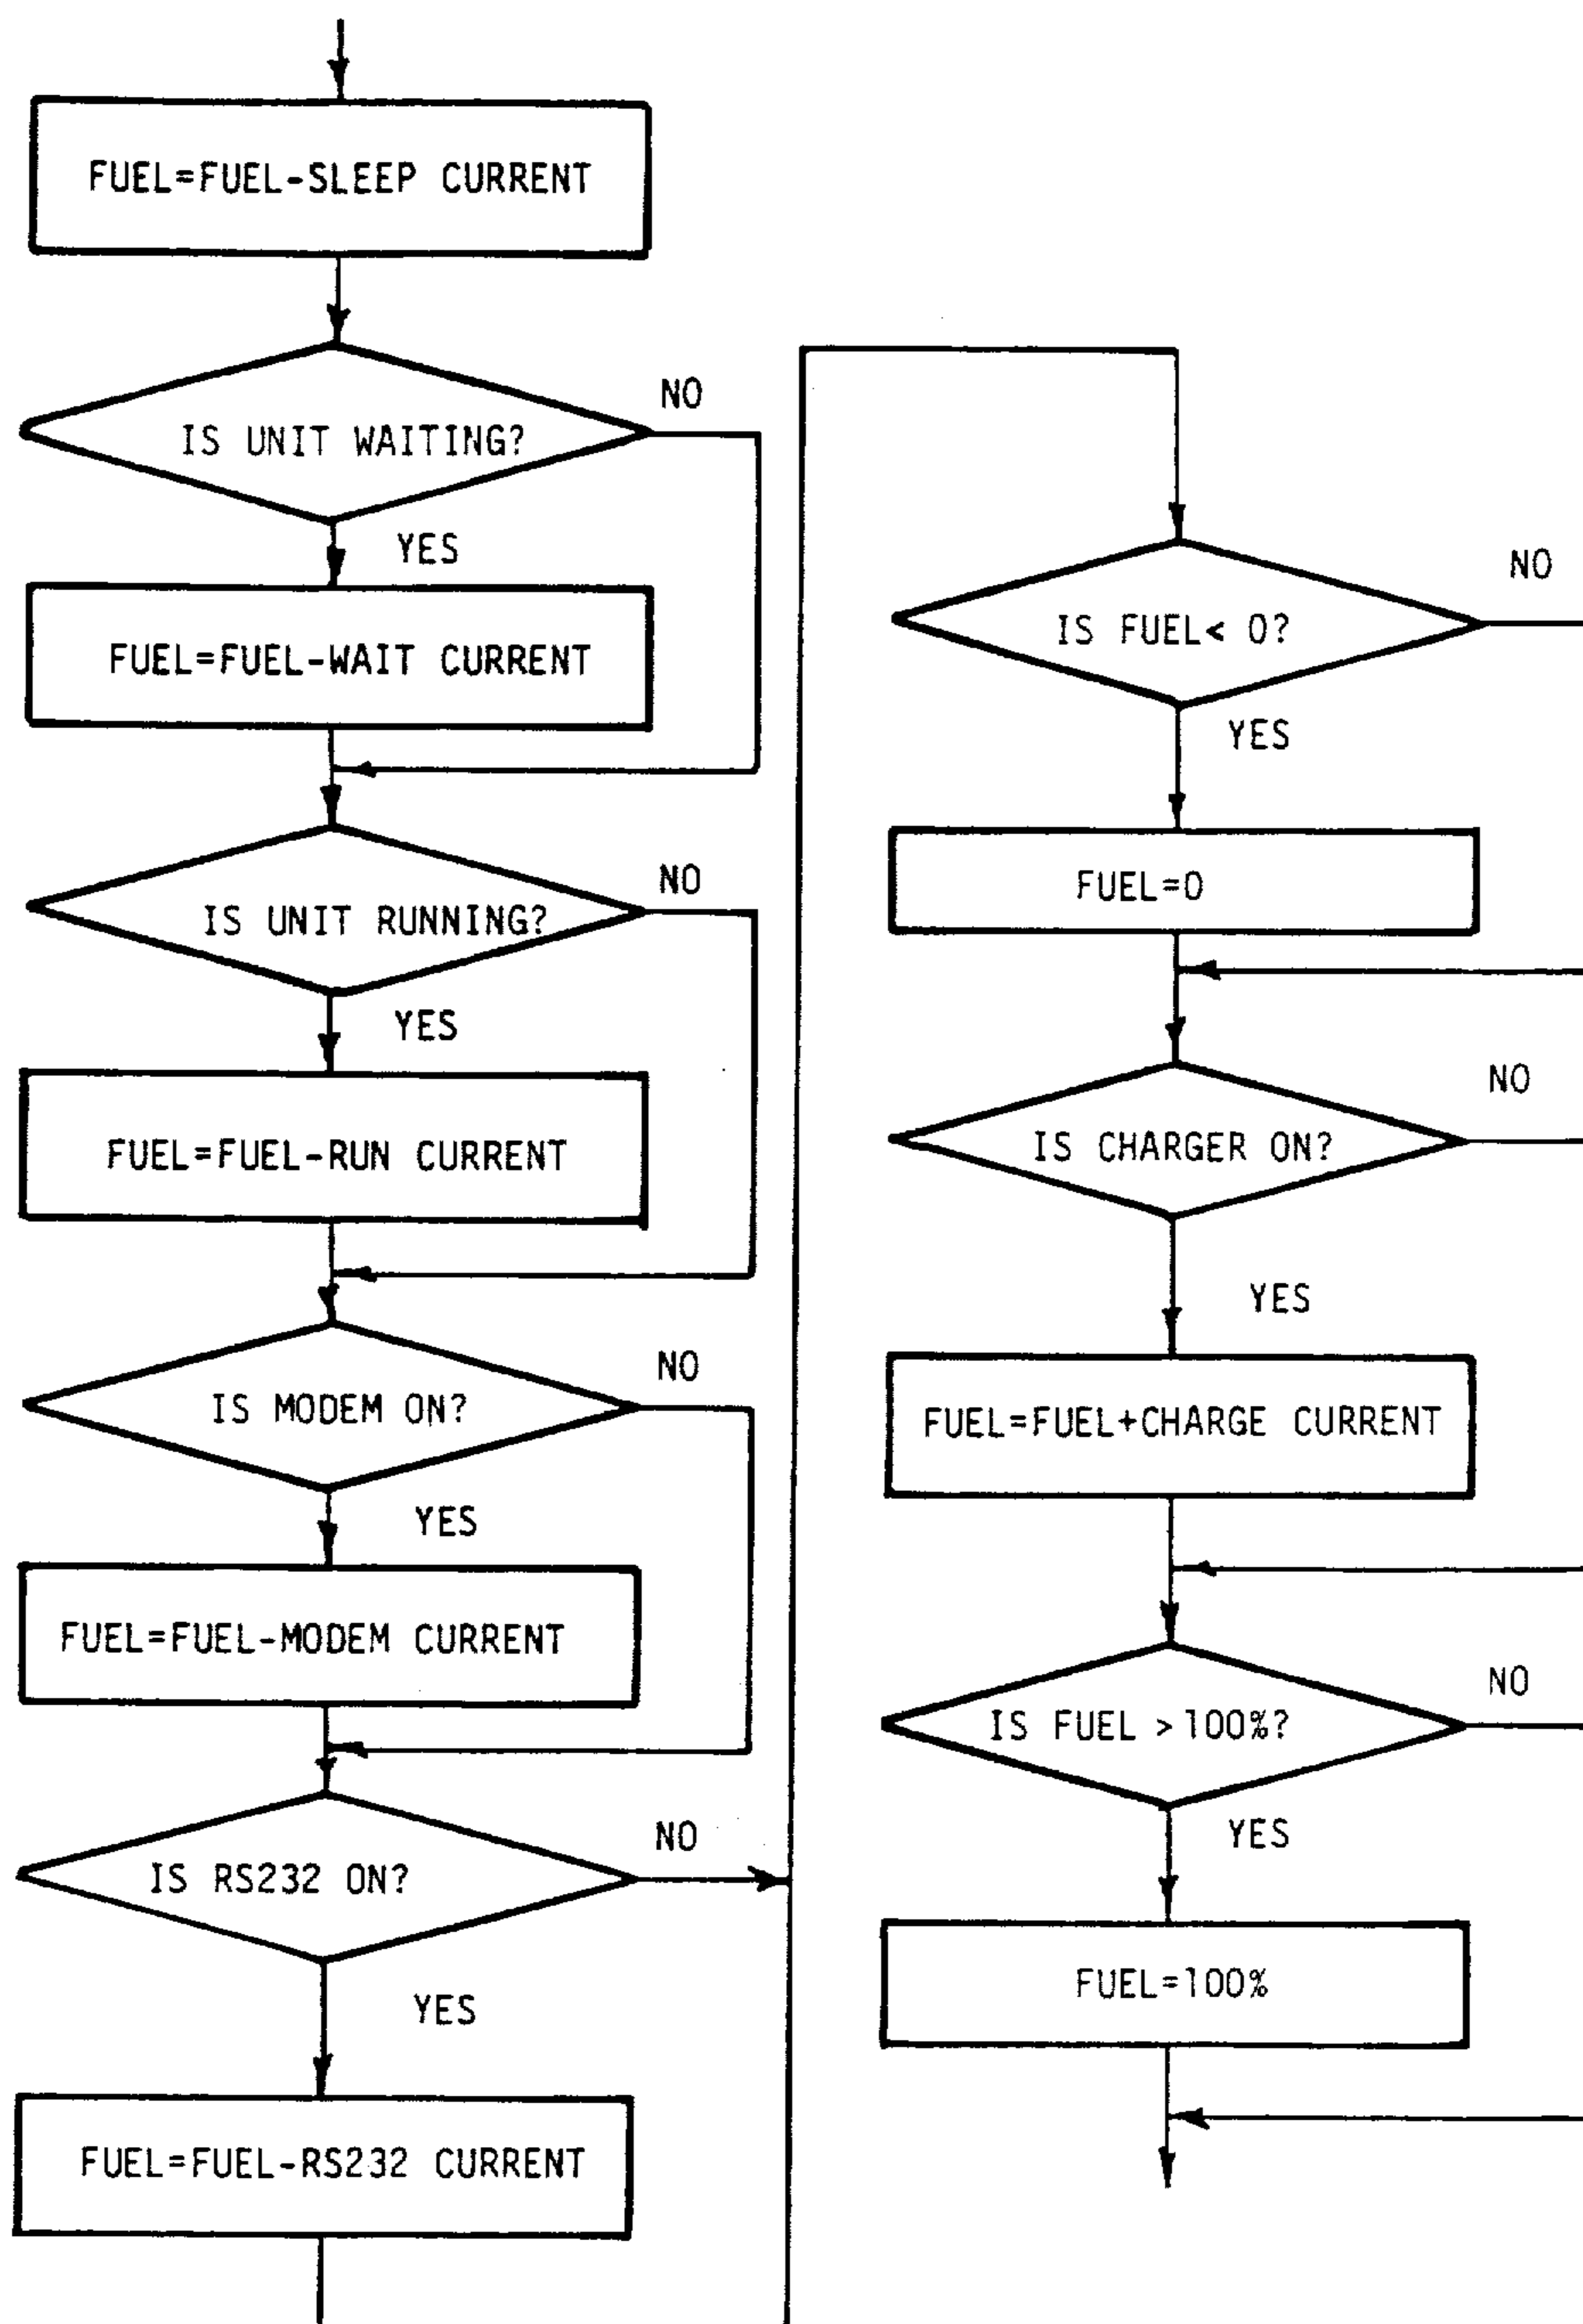 FUEL=FUEL-SLEEP CURRENT
IS UNIT WAITING?
NO
YES
FUEL=FUEL-WAIT CURRENT
IS UNIT RUNNING?
NO
YES
FUEL=FUEL-RUN CURRENT
IS MODEM ON?
NO
YES
FUEL=FUEL-MODEM CURRENT
IS RS232 ON?
NO
YES
FUEL=FUEL-RS232 CURRENT
IS FUEL< 0?
NO
YES
FUEL=0
IS CHARGER ON?
NO
YES
FUEL=FUEL+CHARGE CURRENT
IS FUEL >100%?
NO
YES
FUEL=100%